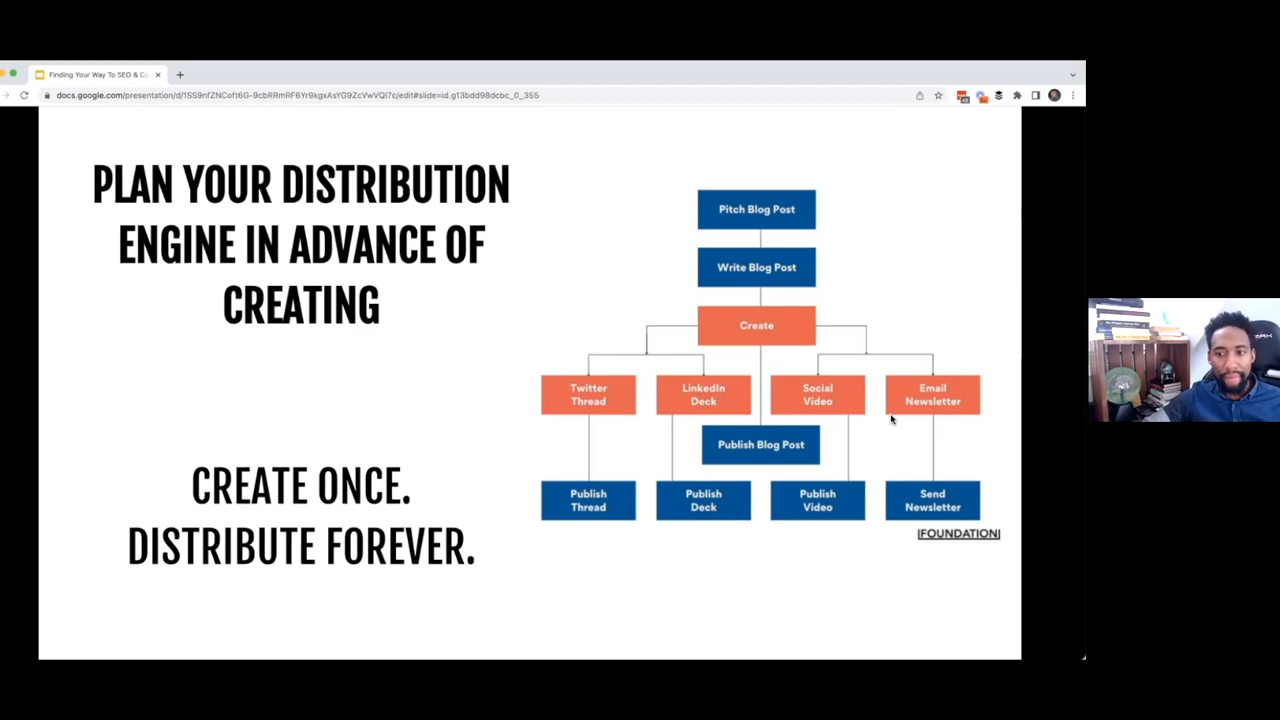 Finding Your Way To SEO & Co
docs.google.com/presentation/d/1SS9nfZNCoft6G-9cbRRmRF6Yr9kgxAsYG9ZcVwVQI7c/edit#slide=id.g13bdd98dcbc_0_355
PLAN YOUR DISTRIBUTION
ENGINE IN ADVANCE OF
CREATING
CREATE ONCE.
DISTRIBUTE FOREVER.
Pitch Blog Post
Write Blog Post
Create
Twitter
Thread
LinkedIn
Deck
Social
Video
Email
Newsletter
Publish Blog Post
Publish
Thread
Publish
Deck
Publish
Video
Send
Newsletter
|FOUNDATION|